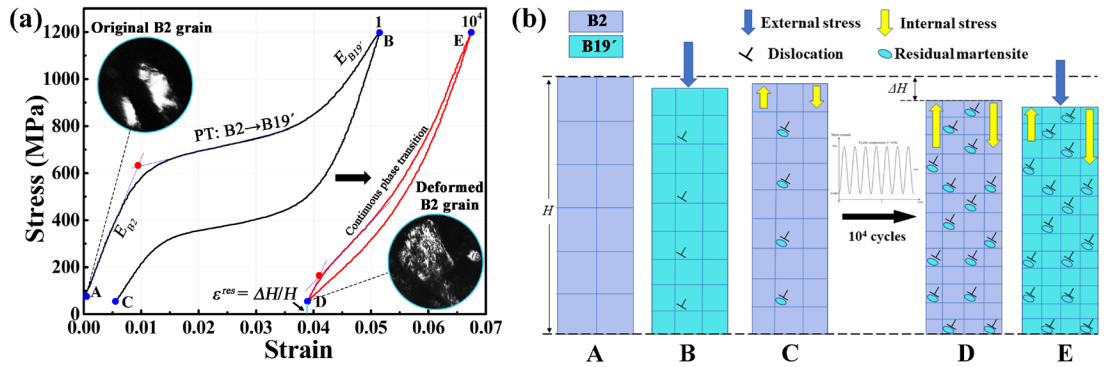 (a)
Original B2 grain
1
10⁴
B
E
E_B19′
PT: B2→B19′
E_B2
Continuous phase transition
Deformed
B2 grain
A
C
D
ε^res = ΔH/H
1200
1000
800
600
400
200
0
0.00 0.01 0.02 0.03 0.04 0.05 0.06 0.07
Stress (MPa)
Strain
(b)
B2
B19′
External stress
Internal stress
Dislocation
Residual martensite
H
ΔH
10⁴ cycles
A B C D E